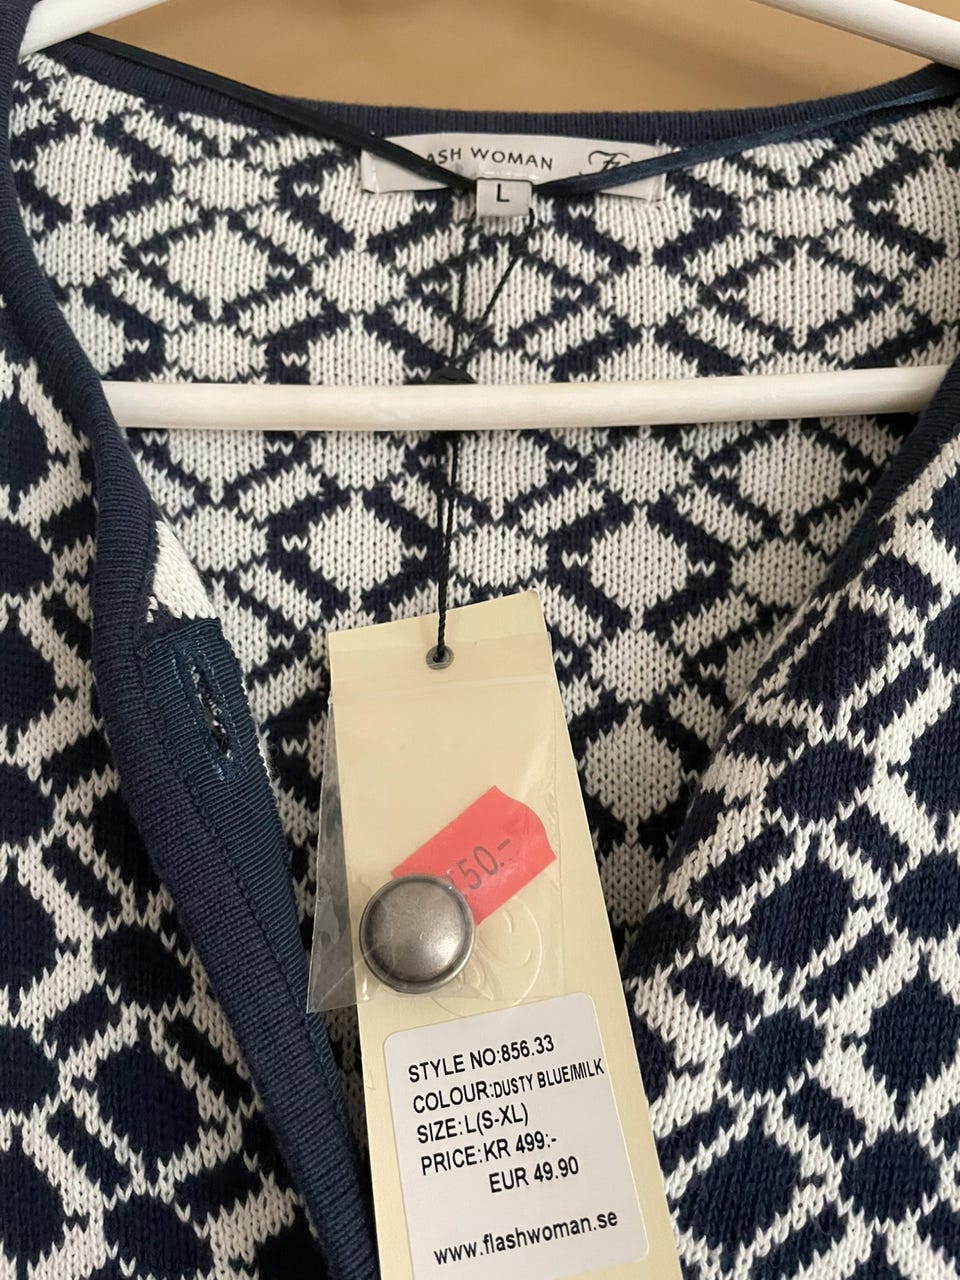 ASH WOMAN
L
50.-
STYLE NO:856.33
COLOUR:DUSTY BLUE/MILK
SIZE:L(S-XL)
PRICE:KR 499:-
EUR 49.90
www.flashwoman.se